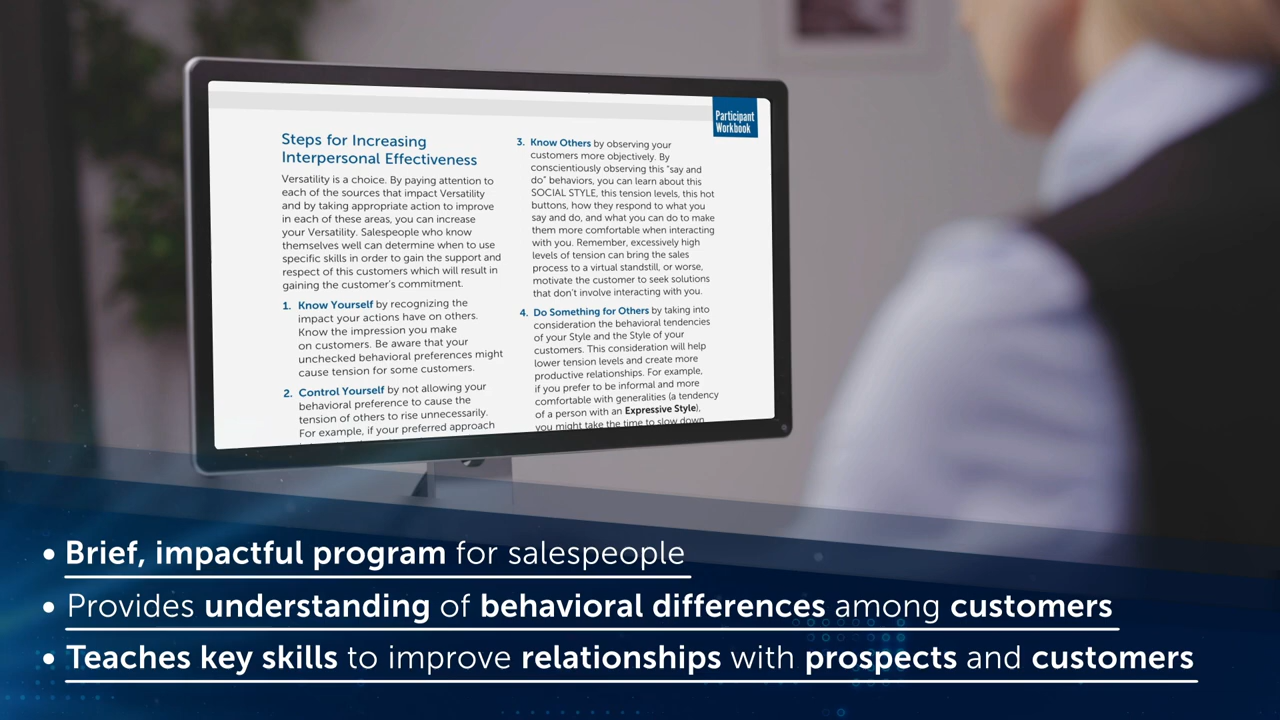 Participant
Workbook
Steps for Increasing
Interpersonal Effectiveness
Versatility is a choice. By paying attention to
each of the sources that impact Versatility
and by taking appropriate action to improve
in each of these areas, you can increase
your Versatility. Salespeople who know
themselves well can determine when to use
specific skills in order to gain the support and
respect of this customers which will result in
gaining the customer's commitment.
1. Know Yourself by recognizing the
impact your actions have on others.
Know the impression you make
on customers. Be aware that your
unchecked behavioral preferences might
cause tension for some customers.
2. Control Yourself by not allowing your
behavioral preference to cause the
tension of others to rise unnecessarily.
For example, if your preferred approach
3. Know Others by observing your
customers more objectively. By
conscientiously observing this "say and
do" behaviors, you can learn about this
SOCIAL STYLE, this tension levels, this hot
buttons, how they respond to what you
say and do, and what you can do to make
them more comfortable when interacting
with you. Remember, excessively high
levels of tension can bring the sales
process to a virtual standstill, or worse,
motivate the customer to seek solutions
that don't involve interacting with you.
4. Do Something for Others by taking into
consideration the behavioral tendencies
of your Style and the Style of your
customers. This consideration will help
lower tension levels and create more
productive relationships. For example,
if you prefer to be informal and more
comfortable with generalities (a tendency
of a person with an Expressive Style),
you might take the time to slow down
• Brief, impactful program for salespeople
• Provides understanding of behavioral differences among customers
• Teaches key skills to improve relationships with prospects and customers